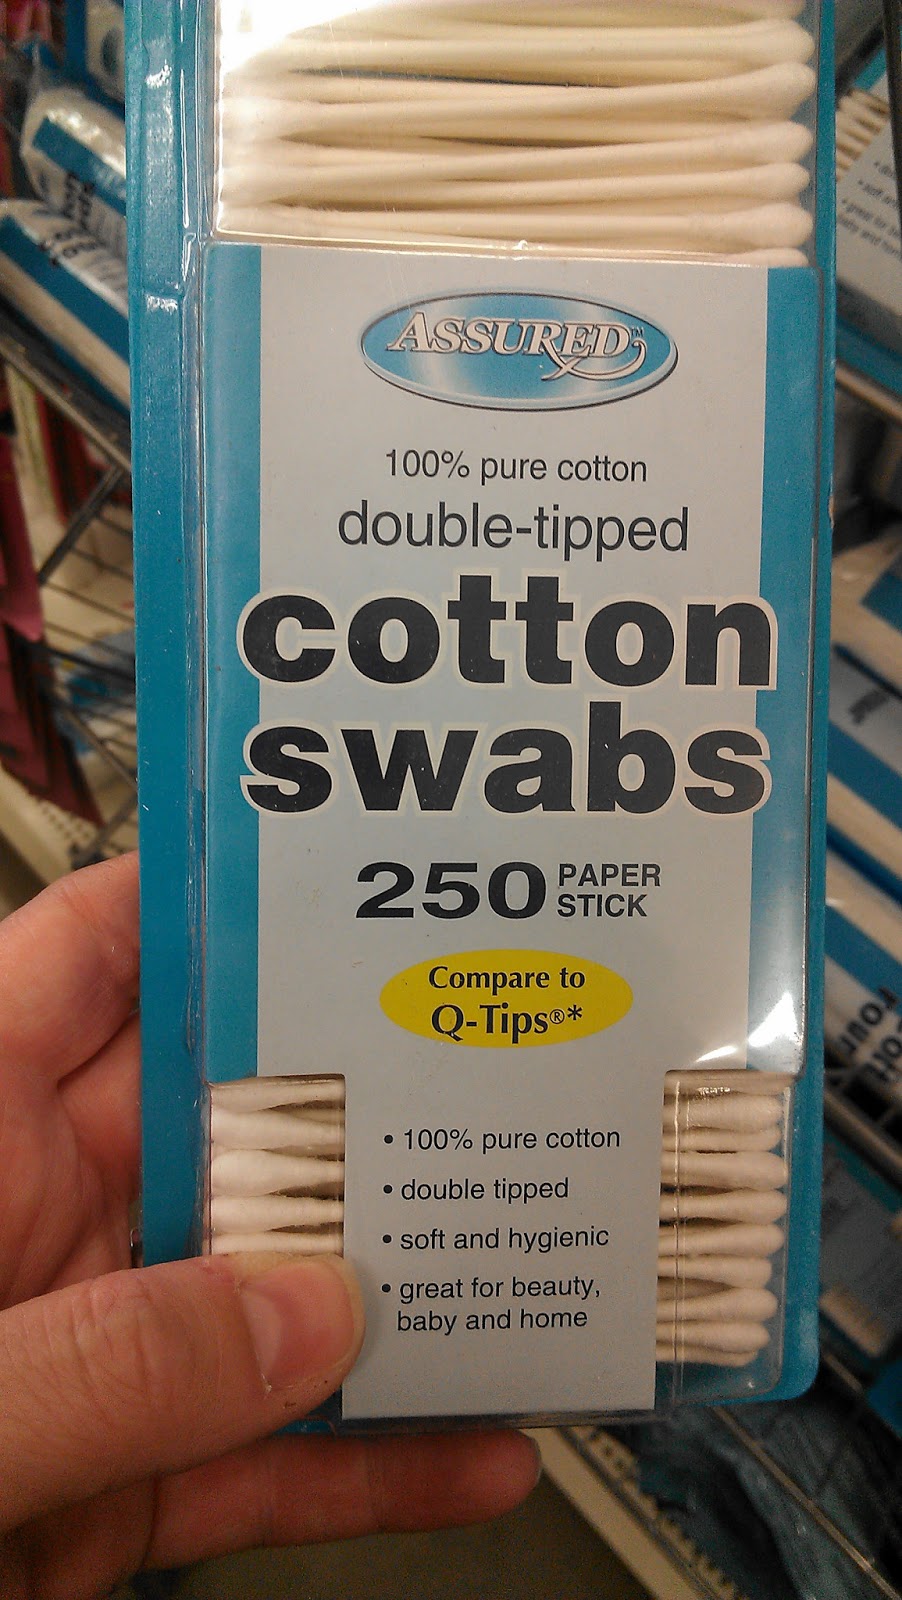 ASSURED™
100% pure cotton
double-tipped
cotton
swabs
250 PAPER
STICK
Compare to
Q-Tips®*
• 100% pure cotton
• double tipped
• soft and hygienic
• great for beauty,
baby and home